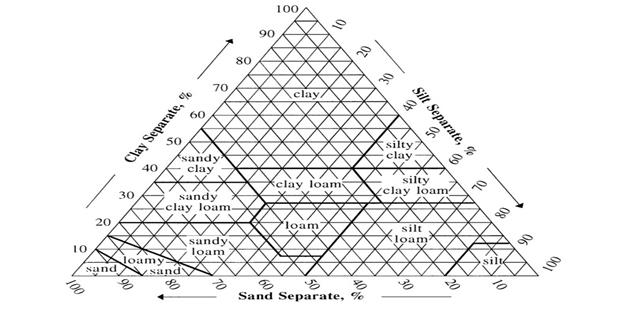 100
90
80
70
60
50
40
30
20
10
Clay Separate, %
10
20
30
40
50
60
70
80
90
100
Silt Separate, %
clay
silty
clay
sandy
clay
clay loam
silty
clay loam
sandy
clay loam
loam
silt
loam
sandy
loam
loamy
sand
sand
silt
100
90
80
70
60
50
40
30
20
10
Sand Separate, %